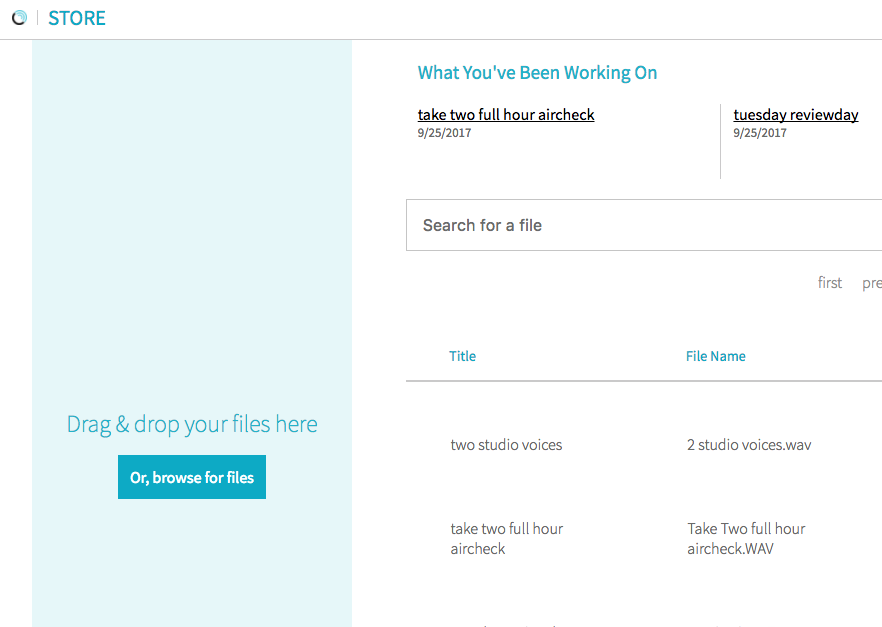 STORE
What You've Been Working On
take two full hour aircheck
9/25/2017
tuesday reviewday
9/25/2017
Search for a file
first pre
Title File Name
Drag & drop your files here
Or, browse for files
two studio voices 2 studio voices.wav
take two full hour Take Two full hour
aircheck aircheck.WAV